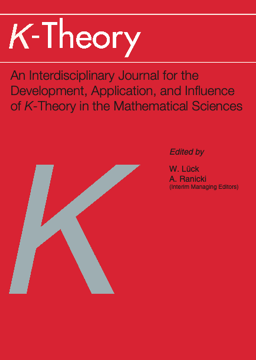 K-Theory
An Interdisciplinary Journal for the
Development, Application, and Influence
of K-Theory in the Mathematical Sciences
Edited by
W. Lück
A. Ranicki
(Interim Managing Editors)
K